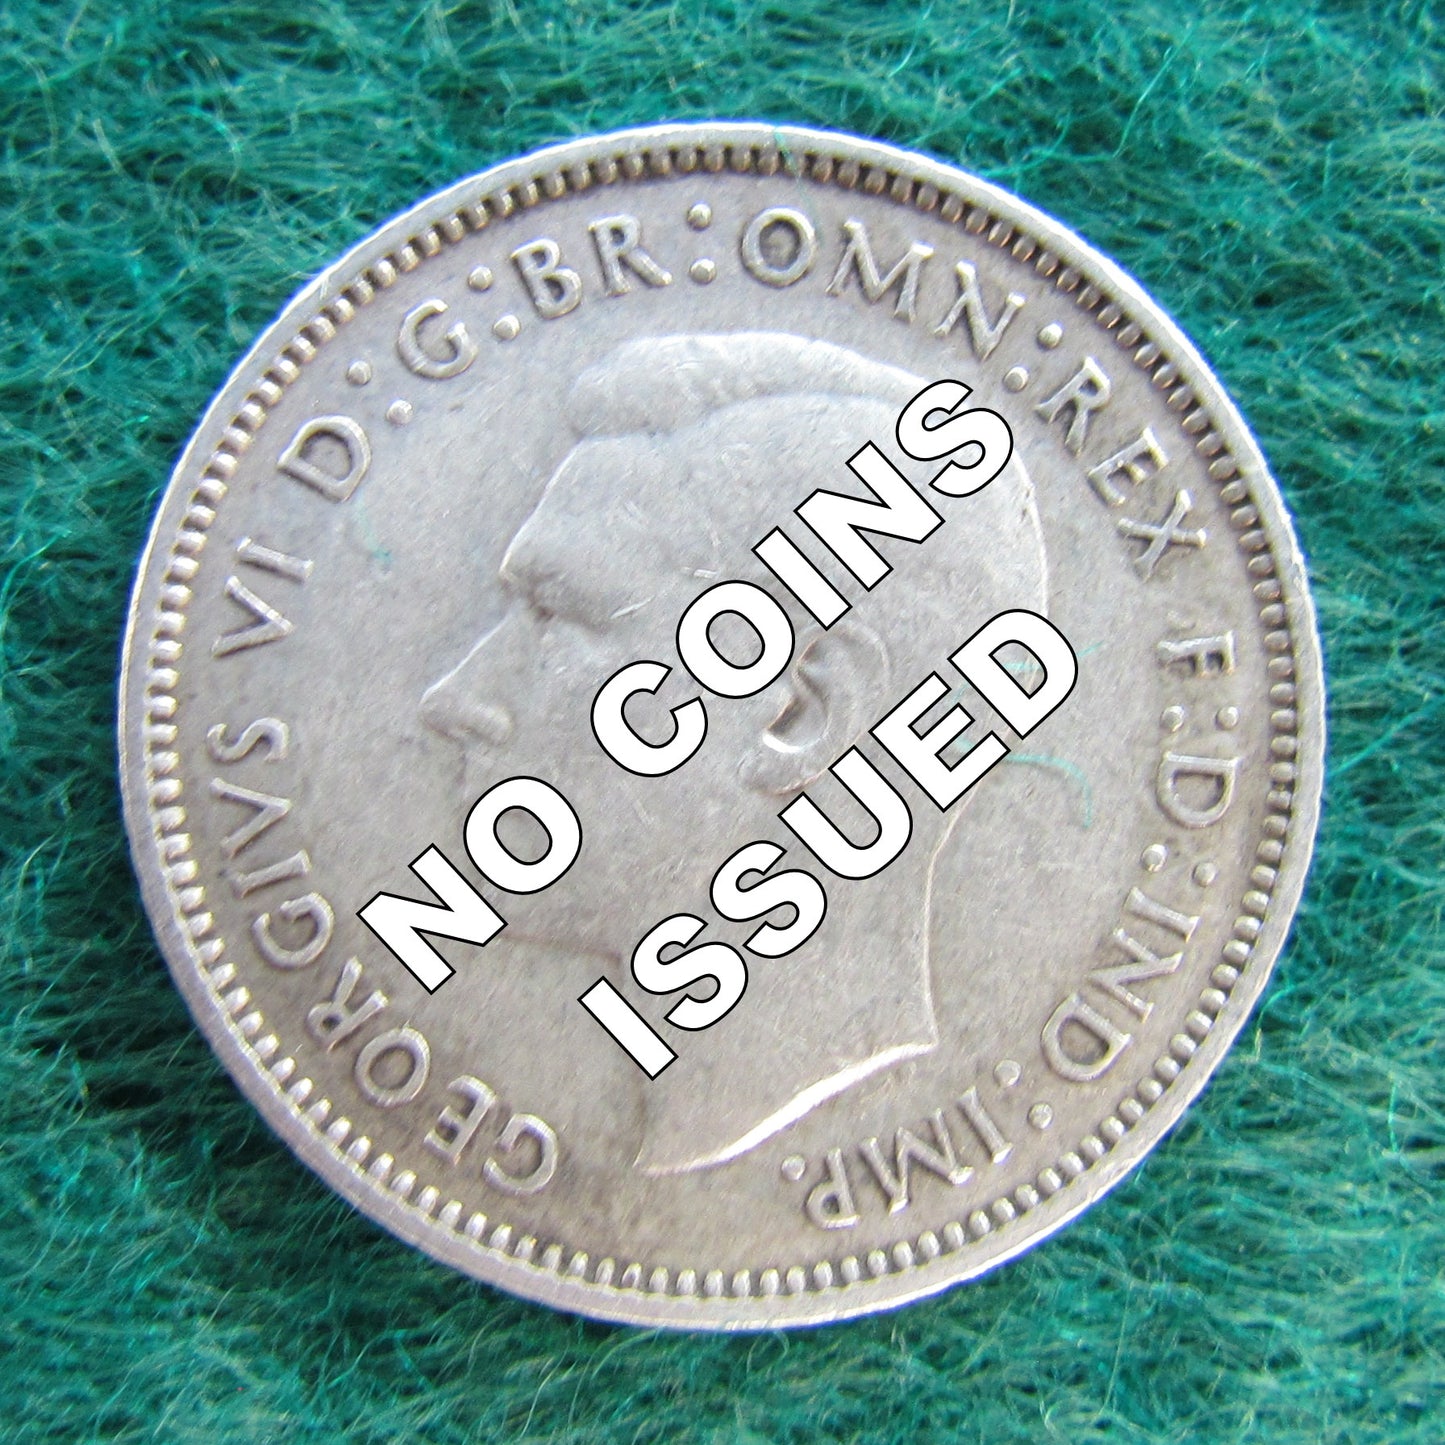 GEORGIVS VI D:G:BR:OMN:REX F:D:IND:IMP.
NO COINS
ISSUED